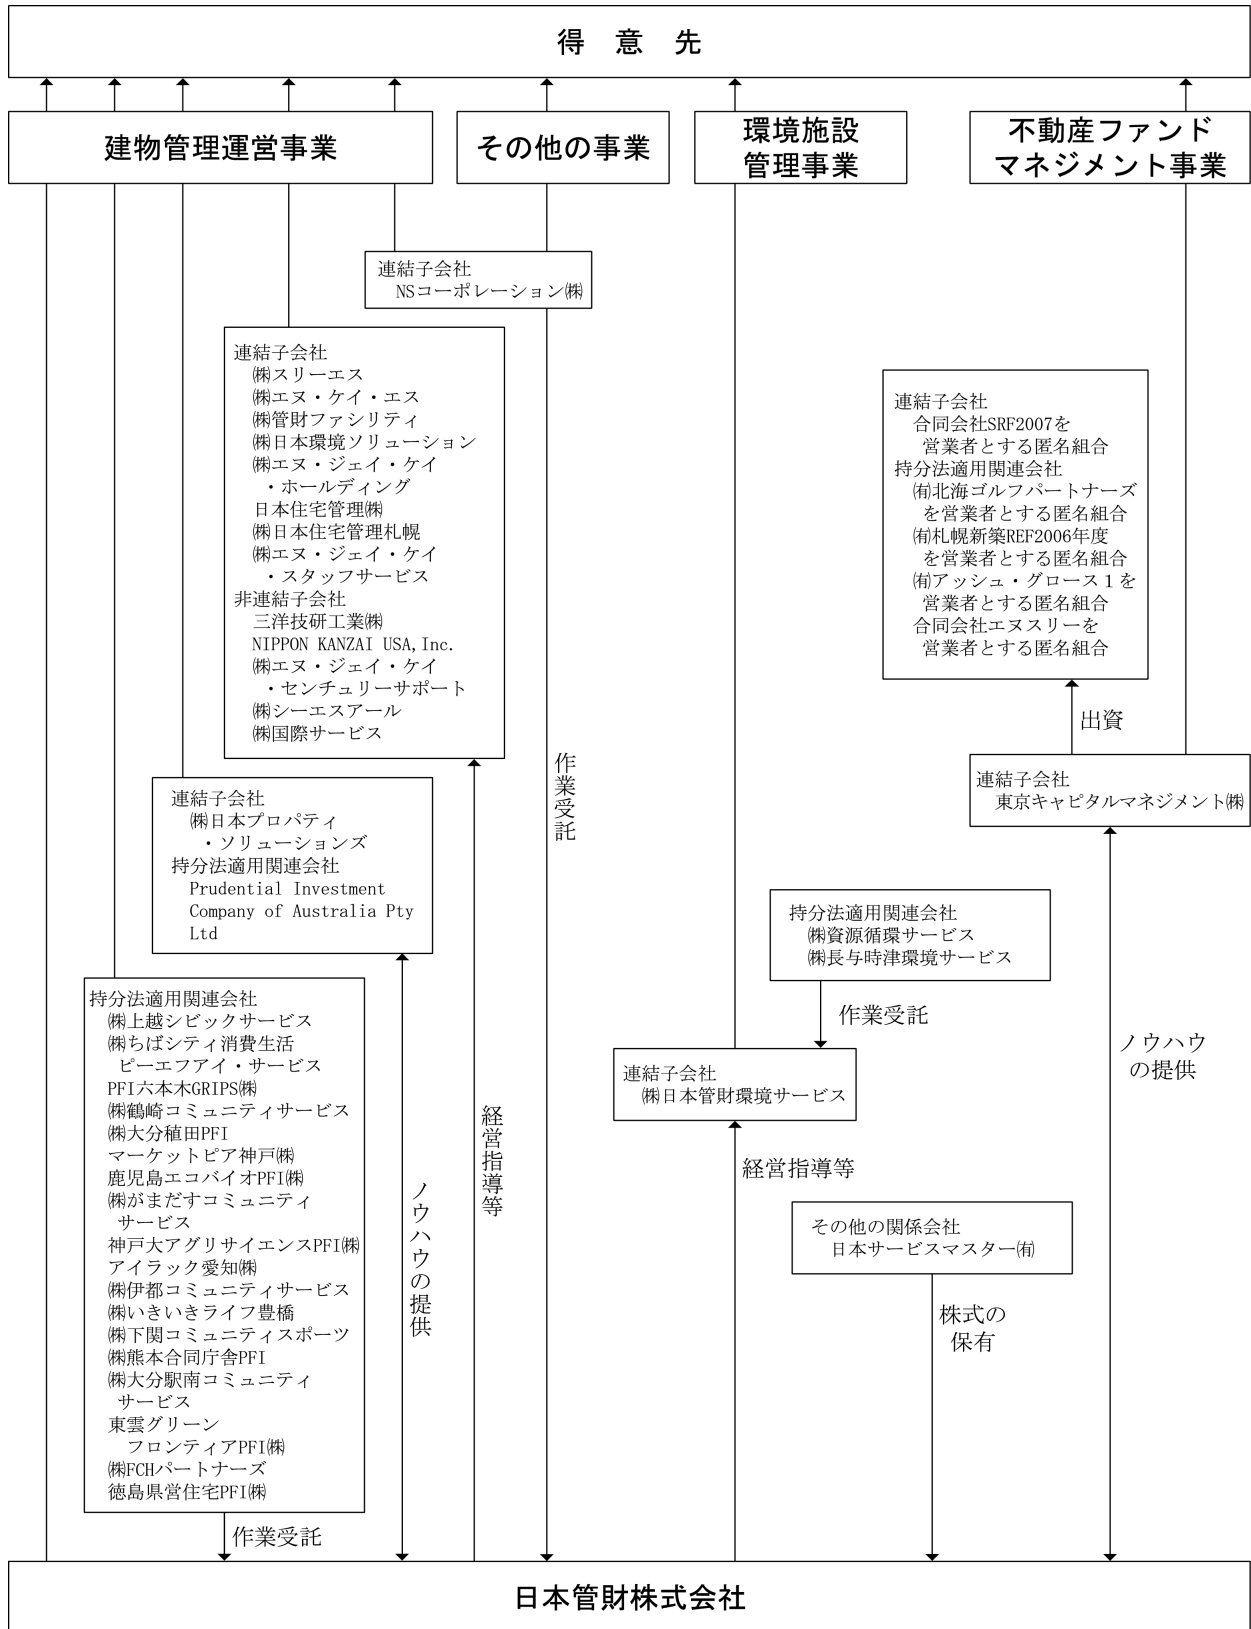 得 意 先
建物管理運営事業
その他の事業
環境施設
管理事業
不動産ファンド
マネジメント事業
連結子会社
NSコーポレーション㈱
連結子会社
㈱スリーエス
㈱エヌ・ケイ・エス
㈱管財ファシリティ
㈱日本環境ソリューション
㈱エヌ・ジェイ・ケイ
・ホールディング
日本住宅管理㈱
㈱日本住宅管理札幌
㈱エヌ・ジェイ・ケイ
・スタッフサービス
非連結子会社
三洋技研工業㈱
NIPPON KANZAI USA,Inc.
㈱エヌ・ジェイ・ケイ
・センチュリーサポート
㈱シーエスアール
㈱国際サービス
連結子会社
合同会社SRF2007を
営業者とする匿名組合
持分法適用関連会社
㈲北海ゴルフパートナーズ
を営業者とする匿名組合
㈲札幌新築REF2006年度
を営業者とする匿名組合
㈲アッシュ・グロース１を
営業者とする匿名組合
合同会社エヌスリーを
営業者とする匿名組合
出資
連結子会社
東京キャピタルマネジメント㈱
作業受託
連結子会社
㈱日本プロパティ
・ソリューションズ
持分法適用関連会社
Prudential Investment
Company of Australia Pty
Ltd
持分法適用関連会社
㈱資源循環サービス
㈱長与時津環境サービス
作業受託
連結子会社
㈱日本管財環境サービス
ノウハウ
の提供
持分法適用関連会社
㈱上越シビックサービス
㈱ちばシティ消費生活
ピーエフアイ・サービス
PFI六本木GRIPS㈱
㈱鶴崎コミュニティサービス
㈱大分稙田PFI
マーケットピア神戸㈱
鹿児島エコバイオPFI㈱
㈱がまだすコミュニティ
サービス
神戸大アグリサイエンスPFI㈱
アイラック愛知㈱
㈱伊都コミュニティサービス
㈱いきいきライフ豊橋
㈱下関コミュニティスポーツ
㈱熊本合同庁舎PFI
㈱大分駅南コミュニティ
サービス
東雲グリーン
フロンティアPFI㈱
㈱FCHパートナーズ
徳島県営住宅PFI㈱
作業受託
ノウハウの提供
経営指導等
経営指導等
その他の関係会社
日本サービスマスター㈲
株式の
保有
日本管財株式会社